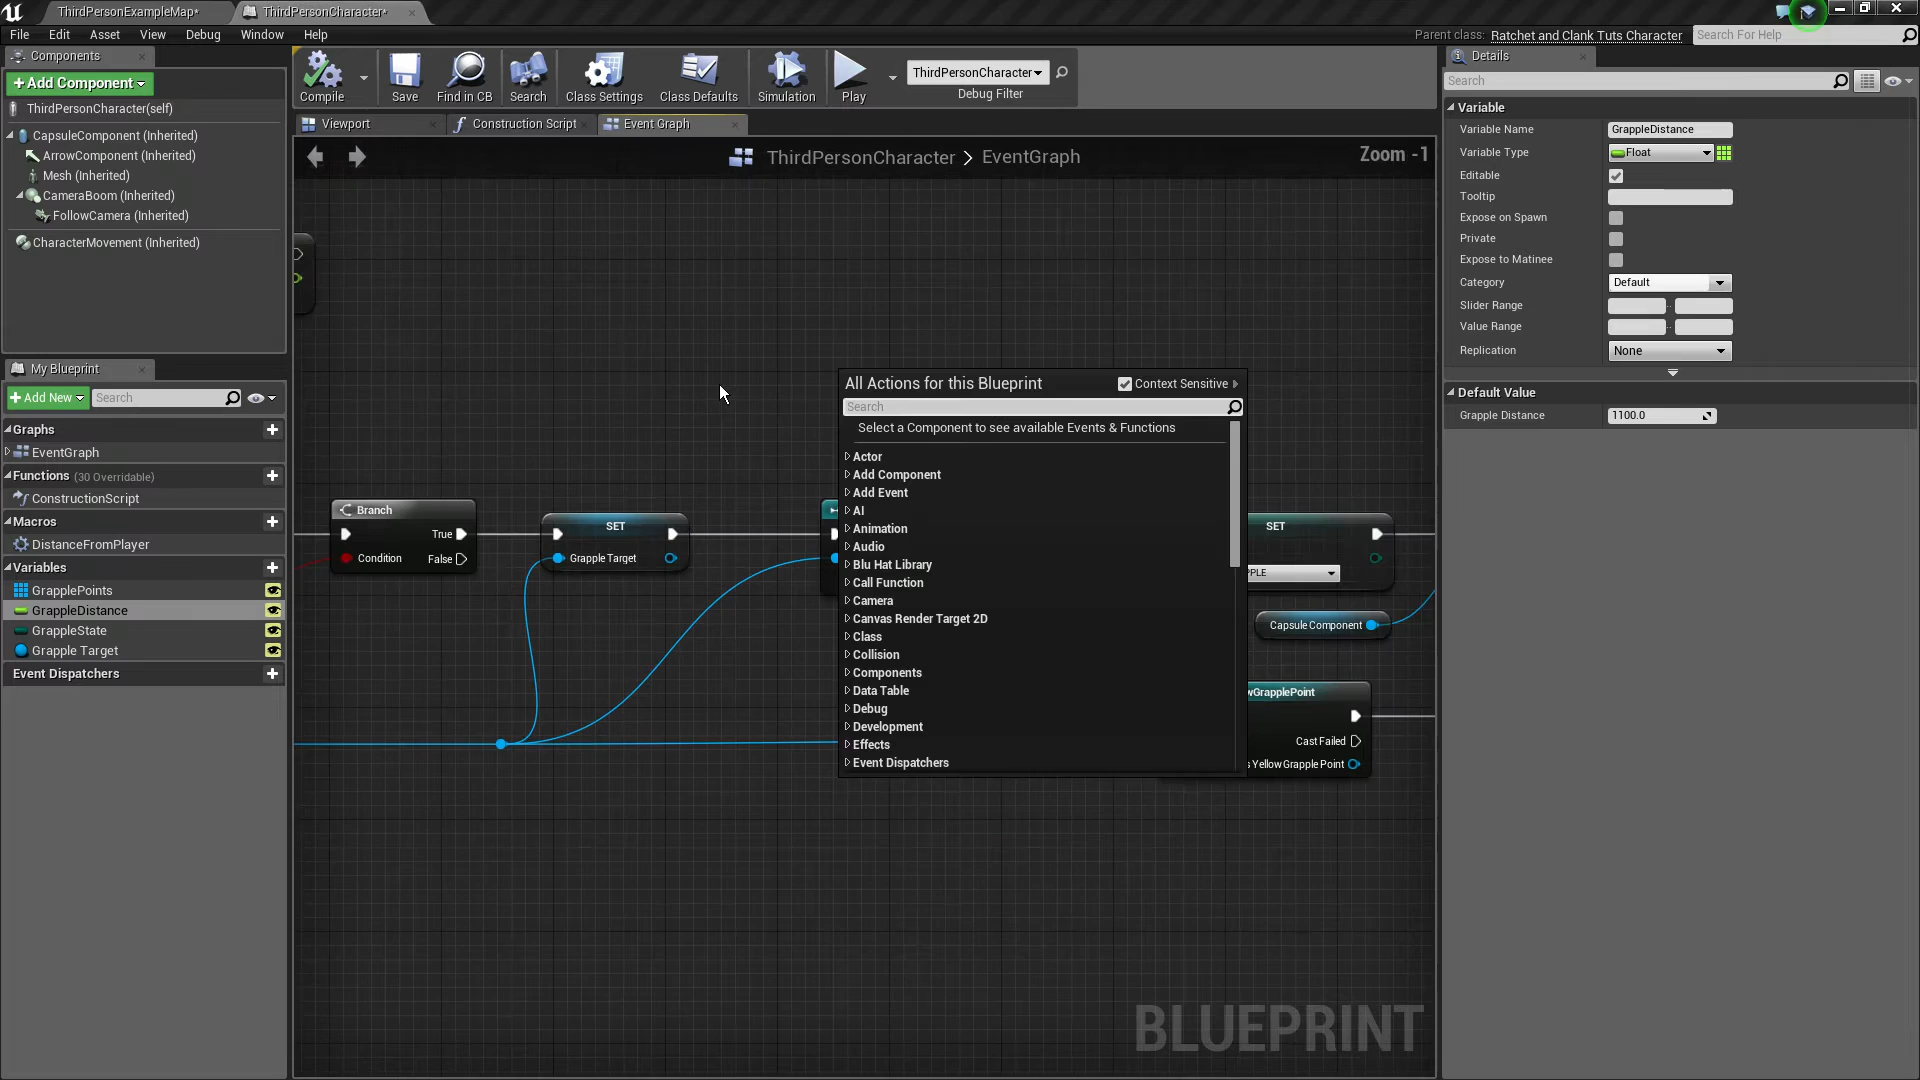 ThirdPersonExampleMap*
ThirdPersonCharacter*
File Edit Asset View Debug Window Help
Parent class: Ratchet and Clank Tuts Character
Search For Help
Components
+Add Component
ThirdPersonCharacter(self)
CapsuleComponent (Inherited)
ArrowComponent (Inherited)
Mesh (Inherited)
CameraBoom (Inherited)
FollowCamera (Inherited)
CharacterMovement (Inherited)
My Blueprint
+Add New
Search
Graphs
EventGraph
Functions (30 Overridable)
ConstructionScript
Macros
DistanceFromPlayer
Variables
GrapplePoints
GrappleDistance
GrappleState
Grapple Target
Event Dispatchers
Compile
Save
Find in CB
Search
Class Settings
Class Defaults
Simulation
Play
ThirdPersonCharacter
Debug Filter
Viewport
Construction Script
Event Graph
ThirdPersonCharacter > EventGraph
Zoom -1
Branch
True
Condition
False
SET
Grapple Target
All Actions for this Blueprint
Context Sensitive
Search
Select a Component to see available Events & Functions
Actor
Add Component
Add Event
AI
Animation
Audio
Blu Hat Library
Call Function
Camera
Canvas Render Target 2D
Class
Collision
Components
Data Table
Debug
Development
Effects
Event Dispatchers
SET
PPLE
Capsule Component
wGrapplePoint
Cast Failed
s Yellow Grapple Point
BLUEPRINT
Details
Search
Variable
Variable Name GrappleDistance
Variable Type Float
Editable
Tooltip
Expose on Spawn
Private
Expose to Matinee
Category Default
Slider Range
Value Range
Replication None
Default Value
Grapple Distance 1100.0